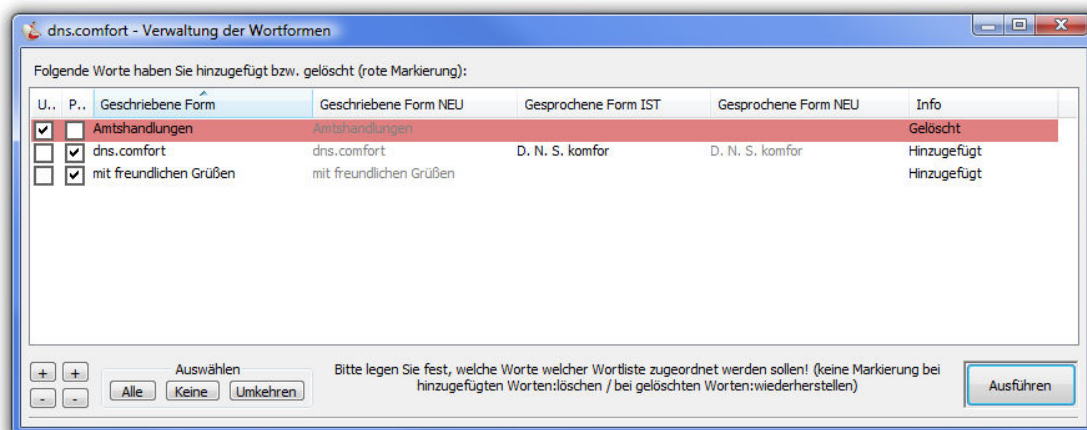 dns.comfort - Verwaltung der Wortformen
Folgende Worte haben Sie hinzugefügt bzw. gelöscht (rote Markierung):
U.. P.. Geschriebene Form Geschriebene Form NEU Gesprochene Form IST Gesprochene Form NEU Info
Amtshandlungen Amtshandlungen Gelöscht
dns.comfort dns.comfort D. N. S. komfor D. N. S. komfor Hinzugefügt
mit freundlichen Grüßen mit freundlichen Grüßen Hinzugefügt
+ + Auswählen Bitte legen Sie fest, welche Worte welcher Wortliste zugeordnet werden sollen! (keine Markierung bei
- - Alle Keine Umkehren hinzugefügten Worten:löschen / bei gelöschten Worten:wiederherstellen) Ausführen